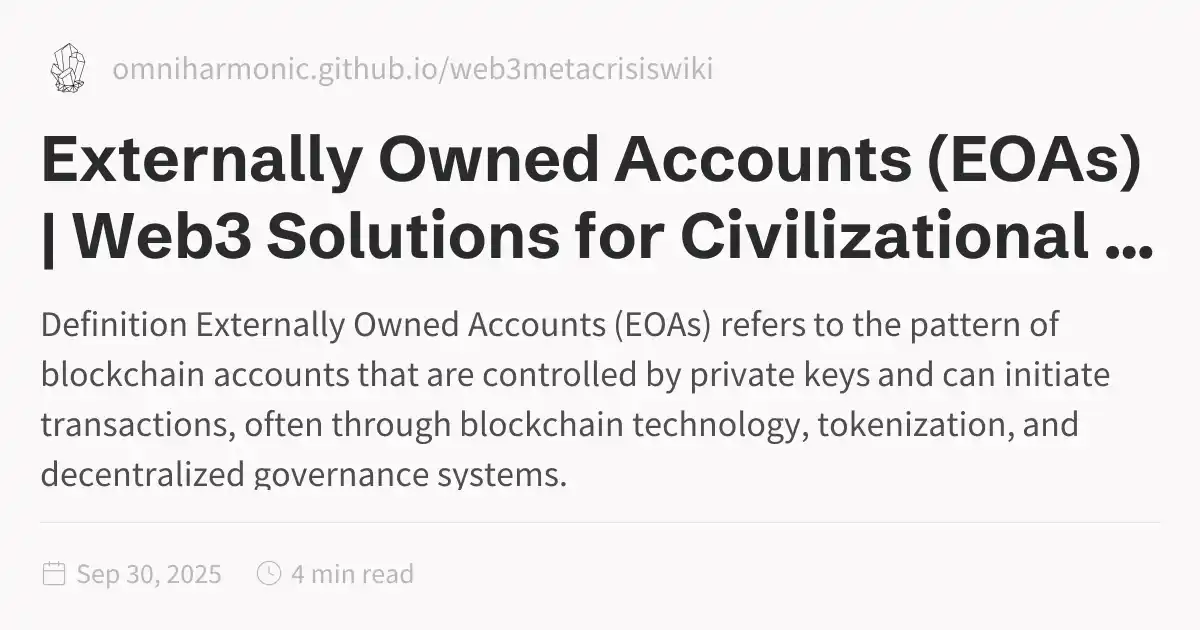 omniharmonic.github.io/web3metacrisiswiki
Externally Owned Accounts (EOAs)
| Web3 Solutions for Civilizational ...
Definition Externally Owned Accounts (EOAs) refers to the pattern of
blockchain accounts that are controlled by private keys and can initiate
transactions, often through blockchain technology, tokenization, and
decentralized governance systems.
Sep 30, 2025 4 min read